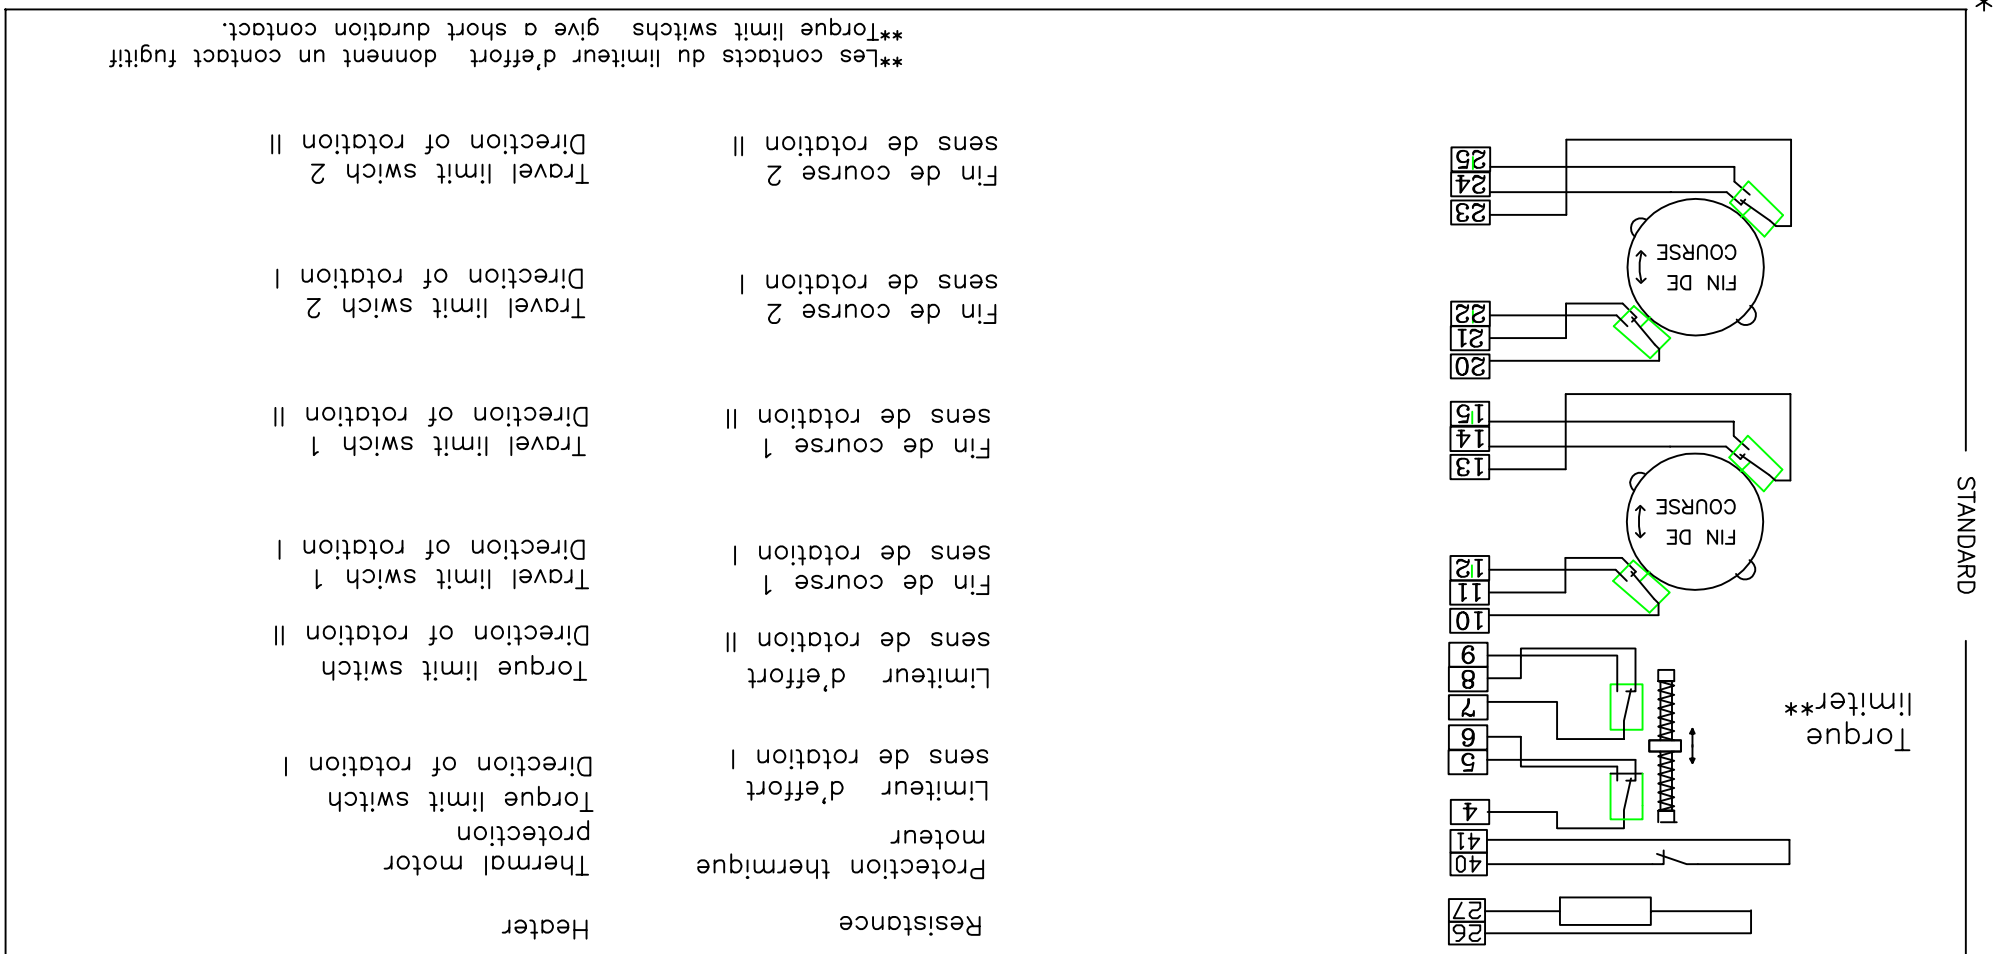 *
STANDARD
26
27
Resistance
Heater
40
41
Protection thermique
moteur
Thermal motor
protection
4
5
6
Limiteur d'effort
sens de rotation I
Torque limit switch
Direction of rotation I
Torque
limiter**
7
8
9
Limiteur d'effort
sens de rotation II
Torque limit switch
Direction of rotation II
10
11
12
Fin de course 1
sens de rotation I
Travel limit swich 1
Direction of rotation I
FIN DE
COURSE
13
14
15
Fin de course 1
sens de rotation II
Travel limit swich 1
Direction of rotation II
20
21
22
Fin de course 2
sens de rotation I
Travel limit swich 2
Direction of rotation I
FIN DE
COURSE
23
24
25
Fin de course 2
sens de rotation II
Travel limit swich 2
Direction of rotation II
**Les contacts du limiteur d'effort donnent un contact fugitif
**Torque limit switchs give a short duration contact.